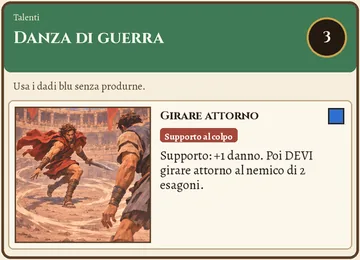 Talenti
Danza di guerra
3
Usa i dadi blu senza produrne.
Girare attorno
Supporto al colpo
Supporto: +1 danno. Poi DEVI
girare attorno al nemico di 2
esagoni.